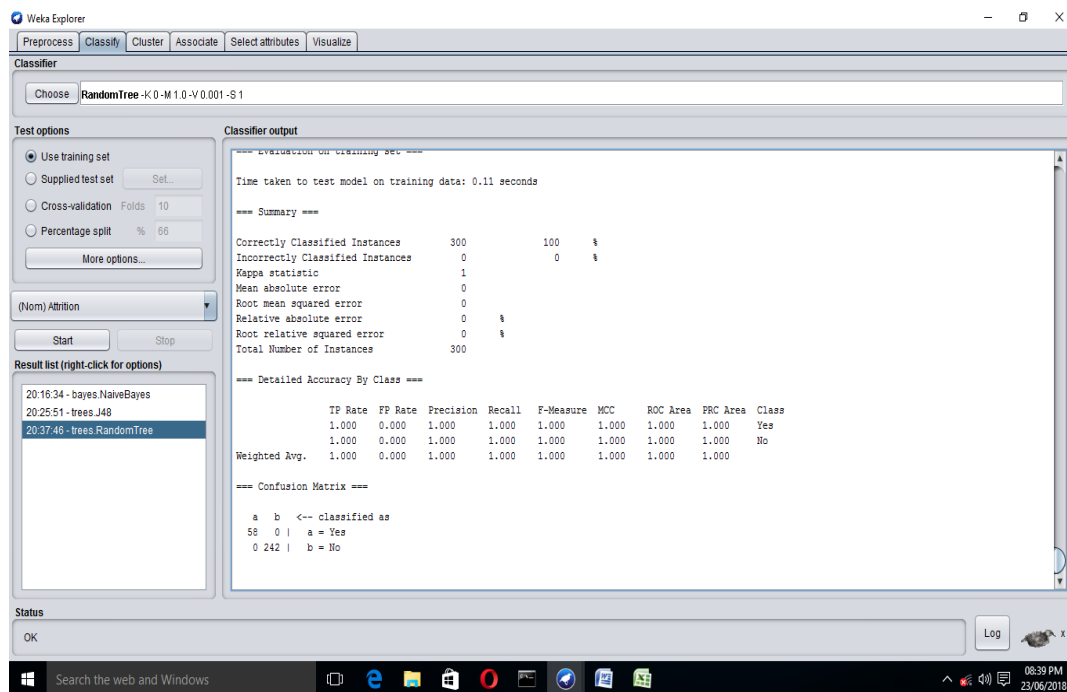 Weka Explorer
Preprocess Classify Cluster Associate Select attributes Visualize
Classifier
Choose RandomTree -K 0 -M 1.0 -V 0.001 -S 1
Test options
Use training set
Supplied test set Set...
Cross-validation Folds 10
Percentage split % 66
More options...
(Nom) Attrition
Start Stop
Result list (right-click for options)
20:16:34 - bayes.NaiveBayes
20:25:51 - trees.J48
20:37:46 - trees.RandomTree
Classifier output
=== Evaluation on training set ===
Time taken to test model on training data: 0.11 seconds
=== Summary ===
Correctly Classified Instances 300 100 %
Incorrectly Classified Instances 0 0 %
Kappa statistic 1
Mean absolute error 0
Root mean squared error 0
Relative absolute error 0 %
Root relative squared error 0 %
Total Number of Instances 300
=== Detailed Accuracy By Class ===
TP Rate FP Rate Precision Recall F-Measure MCC ROC Area PRC Area Class
1.000 0.000 1.000 1.000 1.000 1.000 1.000 1.000 Yes
1.000 0.000 1.000 1.000 1.000 1.000 1.000 1.000 No
Weighted Avg. 1.000 0.000 1.000 1.000 1.000 1.000 1.000 1.000
=== Confusion Matrix ===
a b <-- classified as
58 0 | a = Yes
0 242 | b = No
Status
OK
Log
x 
Search the web and Windows
08:39 PM
23/06/2018